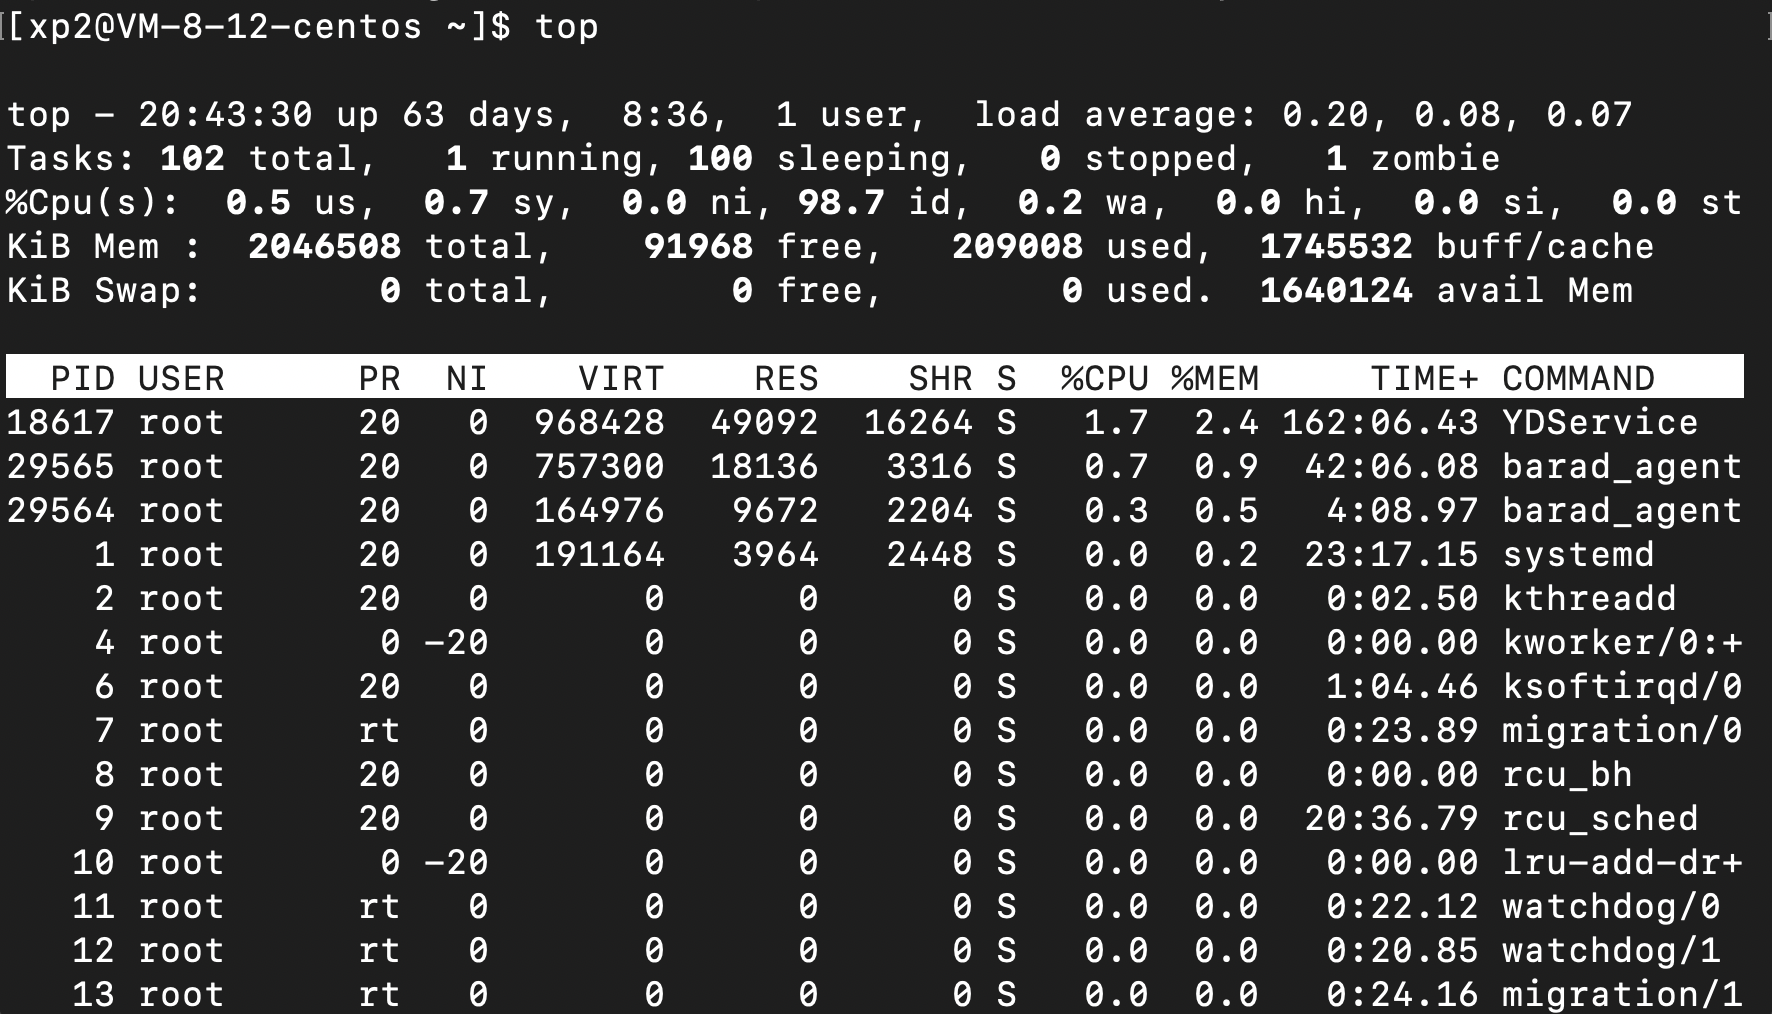 [xp2@VM-8-12-centos ~]$ top
top - 20:43:30 up 63 days,  8:36,  1 user,  load average: 0.20, 0.08, 0.07
Tasks: 102 total,   1 running, 100 sleeping,   0 stopped,   1 zombie
%Cpu(s):  0.5 us,  0.7 sy,  0.0 ni, 98.7 id,  0.2 wa,  0.0 hi,  0.0 si,  0.0 st
KiB Mem :  2046508 total,    91968 free,   209008 used,  1745532 buff/cache
KiB Swap:        0 total,        0 free,        0 used.  1640124 avail Mem
  PID USER      PR  NI    VIRT    RES    SHR S  %CPU %MEM     TIME+ COMMAND
18617 root      20   0  968428  49092  16264 S   1.7  2.4 162:06.43 YDService
29565 root      20   0  757300  18136   3316 S   0.7  0.9  42:06.08 barad_agent
29564 root      20   0  164976   9672   2204 S   0.3  0.5   4:08.97 barad_agent
    1 root      20   0  191164   3964   2448 S   0.0  0.2  23:17.15 systemd
    2 root      20   0       0      0      0 S   0.0  0.0   0:02.50 kthreadd
    4 root       0 -20       0      0      0 S   0.0  0.0   0:00.00 kworker/0:+
    6 root      20   0       0      0      0 S   0.0  0.0   1:04.46 ksoftirqd/0
    7 root      rt   0       0      0      0 S   0.0  0.0   0:23.89 migration/0
    8 root      20   0       0      0      0 S   0.0  0.0   0:00.00 rcu_bh
    9 root      20   0       0      0      0 S   0.0  0.0  20:36.79 rcu_sched
   10 root       0 -20       0      0      0 S   0.0  0.0   0:00.00 lru-add-dr+
   11 root      rt   0       0      0      0 S   0.0  0.0   0:22.12 watchdog/0
   12 root      rt   0       0      0      0 S   0.0  0.0   0:20.85 watchdog/1
   13 root      rt   0       0      0      0 S   0.0  0.0   0:24.16 migration/1